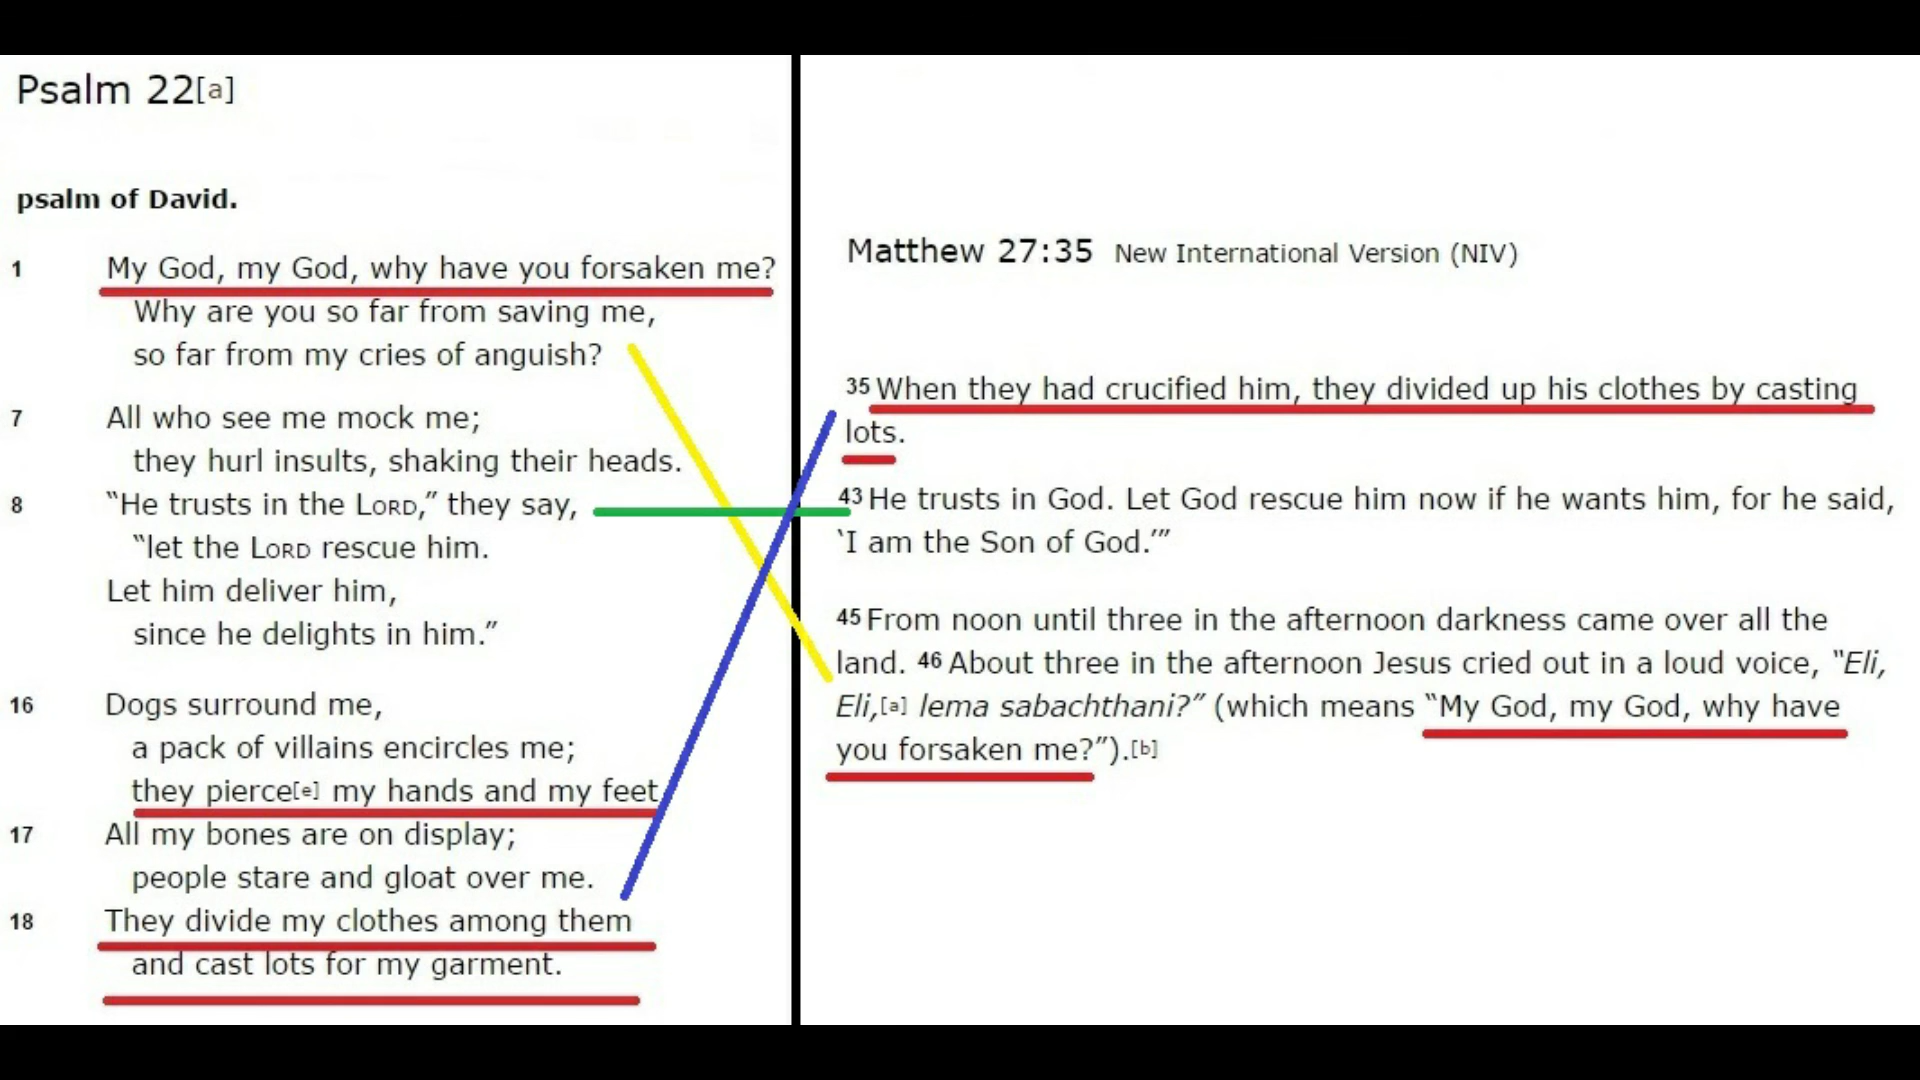 Psalm 22[a]
psalm of David.
1 My God, my God, why have you forsaken me?
Why are you so far from saving me,
so far from my cries of anguish?
7 All who see me mock me;
they hurl insults, shaking their heads.
8 “He trusts in the LORD,” they say,
“let the LORD rescue him.
Let him deliver him,
since he delights in him.”
16 Dogs surround me,
a pack of villains encircles me;
they pierce[e] my hands and my feet
17 All my bones are on display;
people stare and gloat over me.
18 They divide my clothes among them
and cast lots for my garment.
Matthew 27:35 New International Version (NIV)
35 When they had crucified him, they divided up his clothes by casting
lots.
43 He trusts in God. Let God rescue him now if he wants him, for he said,
‘I am the Son of God.’”
45 From noon until three in the afternoon darkness came over all the
land. 46 About three in the afternoon Jesus cried out in a loud voice, “Eli,
Eli,[a] lema sabachthani?” (which means “My God, my God, why have
you forsaken me?”).[b]